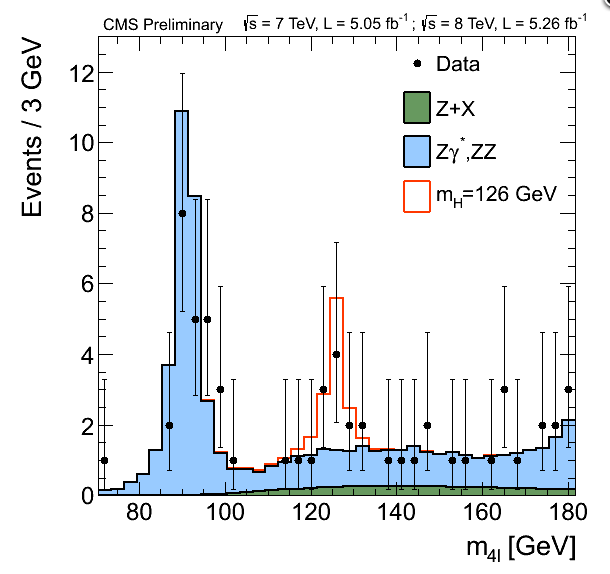 CMS Preliminary √s = 7 TeV, L = 5.05 fb⁻¹ ; √s = 8 TeV, L = 5.26 fb⁻¹
Events / 3 GeV
12
10
8
6
4
2
0
Data
Z+X
Zγ*,ZZ
m_H=126 GeV
80 100 120 140 160 180
m_4l [GeV]